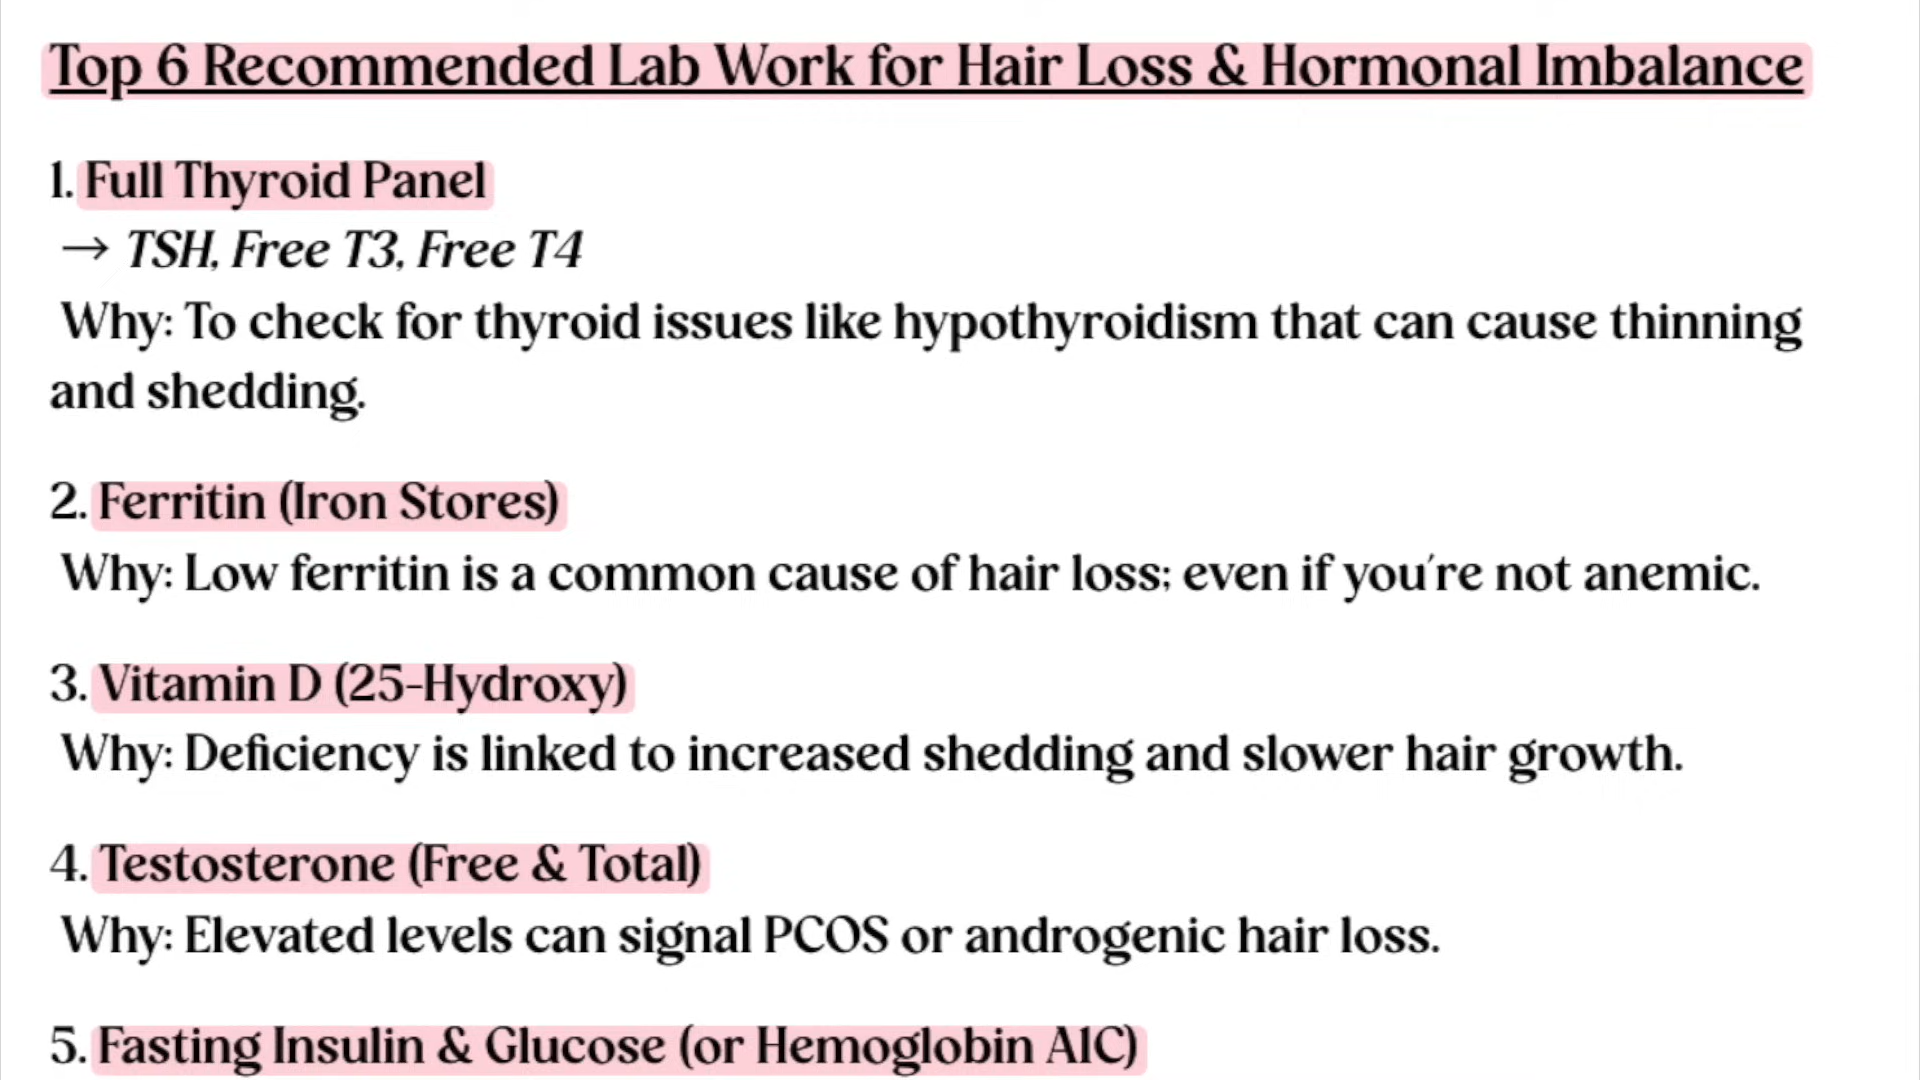 Top 6 Recommended Lab Work for Hair Loss & Hormonal Imbalance
1. Full Thyroid Panel
→ TSH, Free T3, Free T4
Why: To check for thyroid issues like hypothyroidism that can cause thinning
and shedding.
2. Ferritin (Iron Stores)
Why: Low ferritin is a common cause of hair loss; even if you're not anemic.
3. Vitamin D (25-Hydroxy)
Why: Deficiency is linked to increased shedding and slower hair growth.
4. Testosterone (Free & Total)
Why: Elevated levels can signal PCOS or androgenic hair loss.
5. Fasting Insulin & Glucose (or Hemoglobin A1C)